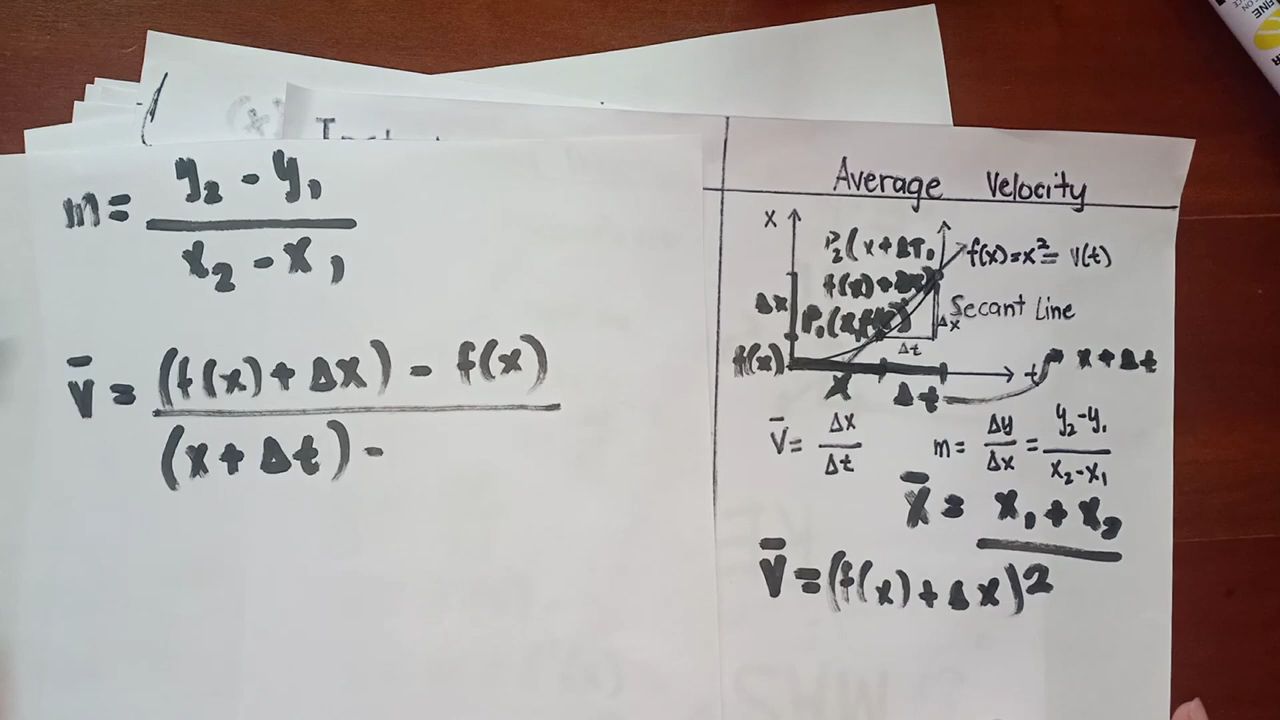 m = y₂ - y₁
x₂ - x₁
v̄ = (f(x) + Δx) - f(x)
(x + Δt) -
Average Velocity
x
P₂(x + ΔT,
f(x) = x² = v(t)
f(x) + Δx)
Δx
Secant Line
P₁(x, f(x))
Δx
Δt
f(x)
t
x + Δt
x
Δt
v̄ = Δx / Δt
m = Δy / Δx = y₂-y₁ / x₂-x₁
x̄ = x₁ + x₂
2
v̄ = (f(x) + Δx)
FINE